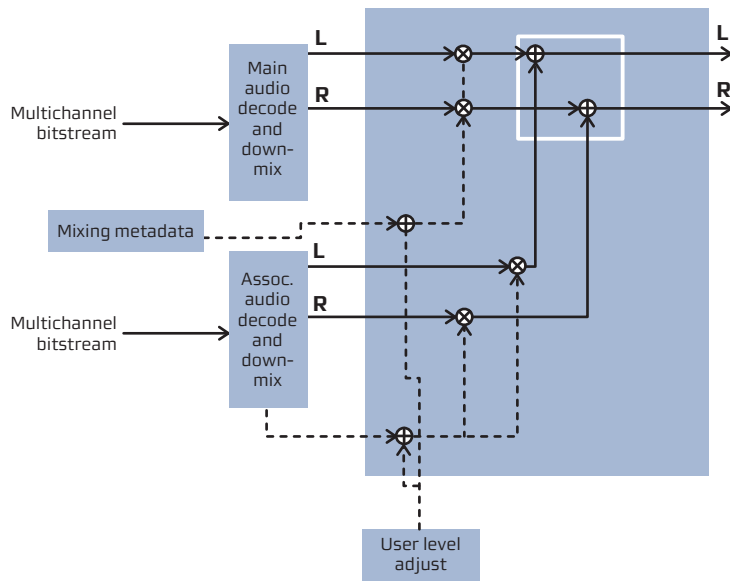 L
L
Main
audio
decode
and
down-
mix
R
R
Multichannel
bitstream
Mixing metadata
L
Assoc.
audio
decode
and
down-
mix
R
Multichannel
bitstream
User level
adjust